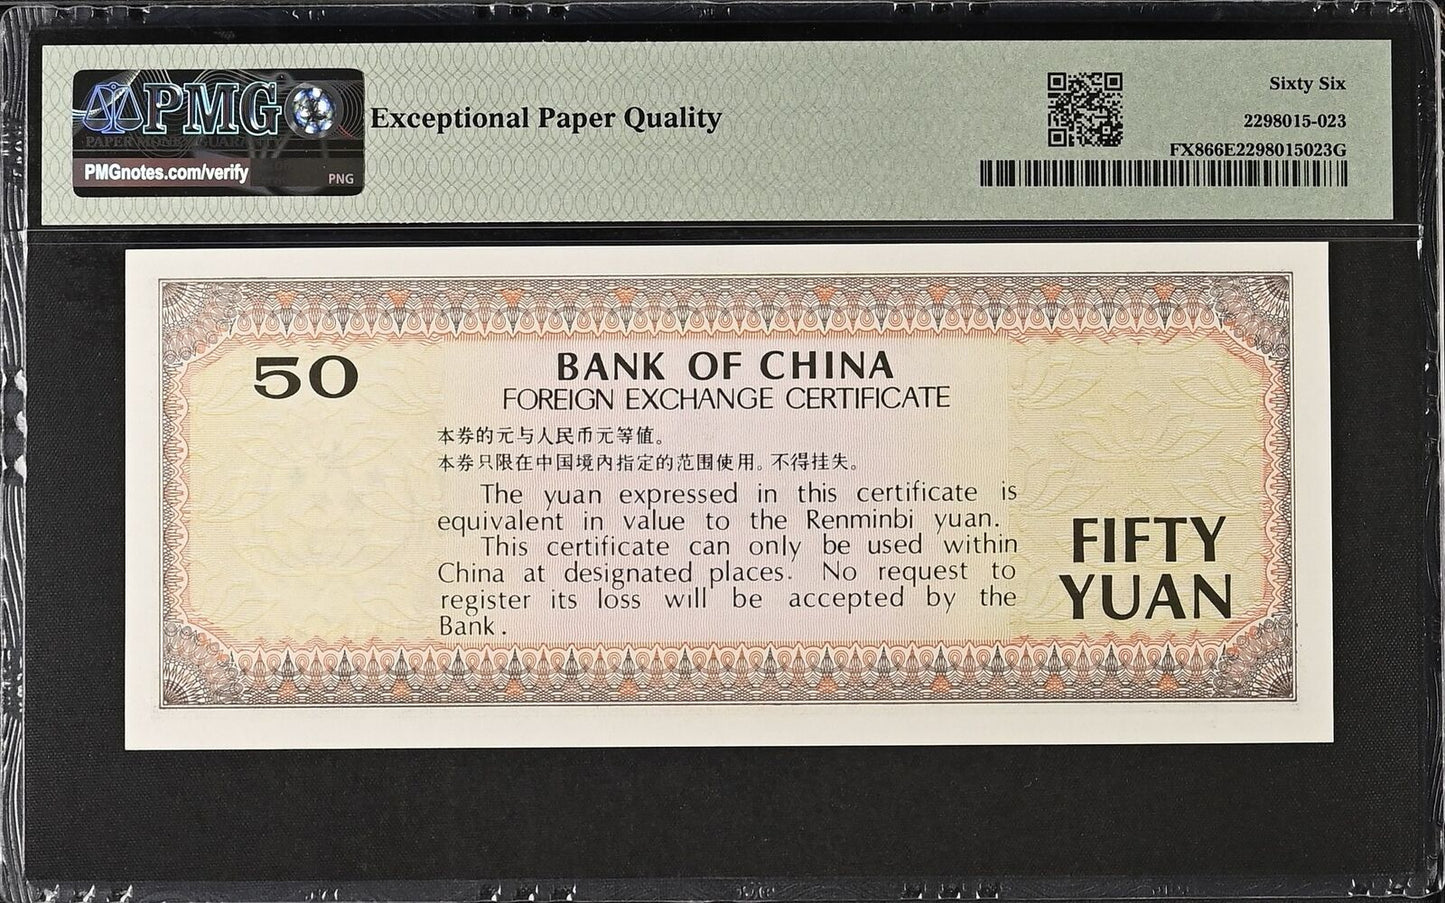 PMG
PAPER MONEY GUARANTY
PMGnotes.com/verify
PNG
Exceptional Paper Quality
Sixty Six
2298015-023
FX866E2298015023G
50
BANK OF CHINA
FOREIGN EXCHANGE CERTIFICATE
本券的元与人民币元等值。
本券只限在中国境内指定的范围使用。不得挂失。
The yuan expressed in this certificate is
equivalent in value to the Renminbi yuan.
This certificate can only be used within
China at designated places. No request to
register its loss will be accepted by the
Bank.
FIFTY
YUAN